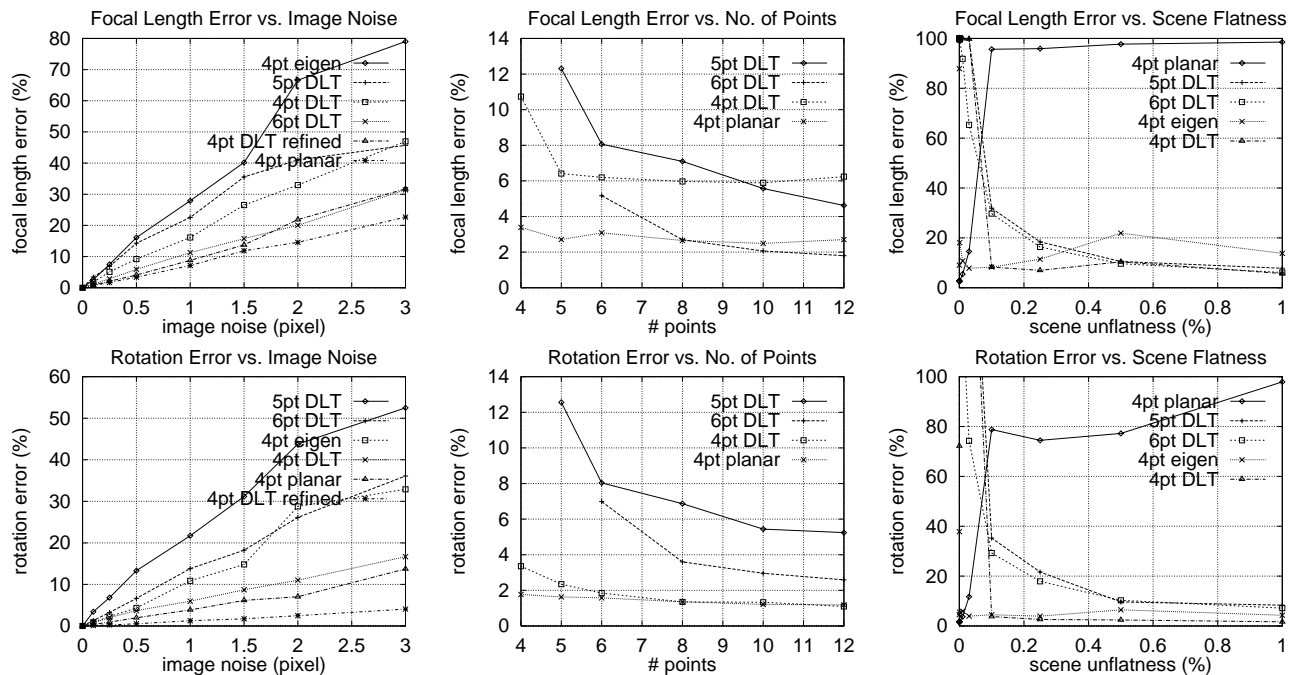 Focal Length Error vs. Image Noise
focal length error (%)
80
70
60
50
40
30
20
10
0
0 0.5 1 1.5 2 2.5 3
image noise (pixel)
4pt eigen
5pt DLT
4pt DLT
6pt DLT
4pt DLT refined
4pt planar
Focal Length Error vs. No. of Points
focal length error (%)
14
12
10
8
6
4
2
0
4 5 6 7 8 9 10 11 12
# points
5pt DLT
6pt DLT
4pt DLT
4pt planar
Focal Length Error vs. Scene Flatness
focal length error (%)
100
80
60
40
20
0
0 0.2 0.4 0.6 0.8 1
scene unflatness (%)
4pt planar
5pt DLT
6pt DLT
4pt eigen
4pt DLT
Rotation Error vs. Image Noise
rotation error (%)
60
50
40
30
20
10
0
0 0.5 1 1.5 2 2.5 3
image noise (pixel)
5pt DLT
6pt DLT
4pt eigen
4pt DLT
4pt planar
4pt DLT refined
Rotation Error vs. No. of Points
rotation error (%)
14
12
10
8
6
4
2
0
4 5 6 7 8 9 10 11 12
# points
5pt DLT
6pt DLT
4pt DLT
4pt planar
Rotation Error vs. Scene Flatness
rotation error (%)
100
80
60
40
20
0
0 0.2 0.4 0.6 0.8 1
scene unflatness (%)
4pt planar
5pt DLT
6pt DLT
4pt eigen
4pt DLT